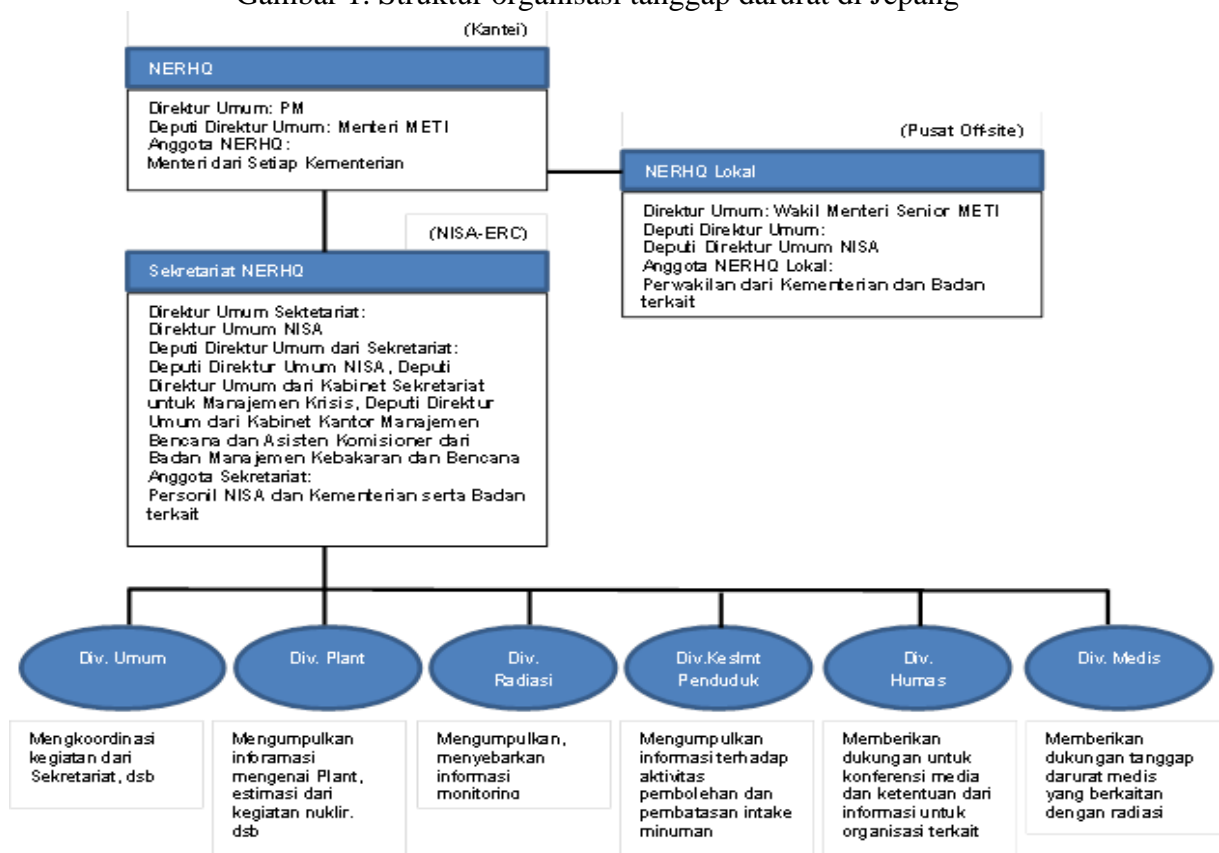 Gambar 1. Struktur organisasi tanggap darurat di Jepang
(Kantei)
NERHQ
Direktur Umum: PM
Deputi Direktur Umum: Menteri METI
Anggota NERHQ:
Menteri dari Setiap Kementerian
(Pusat Off-site)
NERHQ Lokal
Direktur Umum: Wakil Menteri Senior METI
Deputi Direktur Umum:
Deputi Direktur Umum NISA
Anggota NERHQ Lokal:
Perwakilan dari Kementerian dan Badan
terkait
(NISA-ERC)
Sekretariat NERHQ
Direktur Umum Sektetariat:
Direktur Umum NISA
Deputi Direktur Umum dari Sekretariat:
Deputi Direktur Umum NISA, Deputi
Direktur Umum dari Kabinet Sekretariat
untuk Manajemen Krisis, Deputi Direktur
Umum dari Kabinet Kantor Manajemen
Bencana dan Asisten Komisioner dari
Badan Manajemen Kebakaran dan Bencana
Anggota Sekretariat:
Personil NISA dan Kementerian serta Badan
terkait
Div. Umum
Mengkoordinasi
kegiatan dari
Sekretariat, dsb
Div. Plant
Mengumpulkan
inforamasi
mengenai Plant,
estimasi dari
kegiatan nuklir.
dsb
Div.
Radiasi
Mengumpulkan,
menyebarkan
informasi
monitoring
Div.Keslmt
Penduduk
Mengumpulkan
informasi terhadap
aktivitas
pembolehan dan
pembatasan intake
minuman
Div.
Humas
Memberikan
dukungan untuk
konferensi media
dan ketentuan dari
informasi untuk
organisasi terkait
Div. Medis
Memberikan
dukungan tanggap
darurat medis
yang berkaitan
dengan radiasi